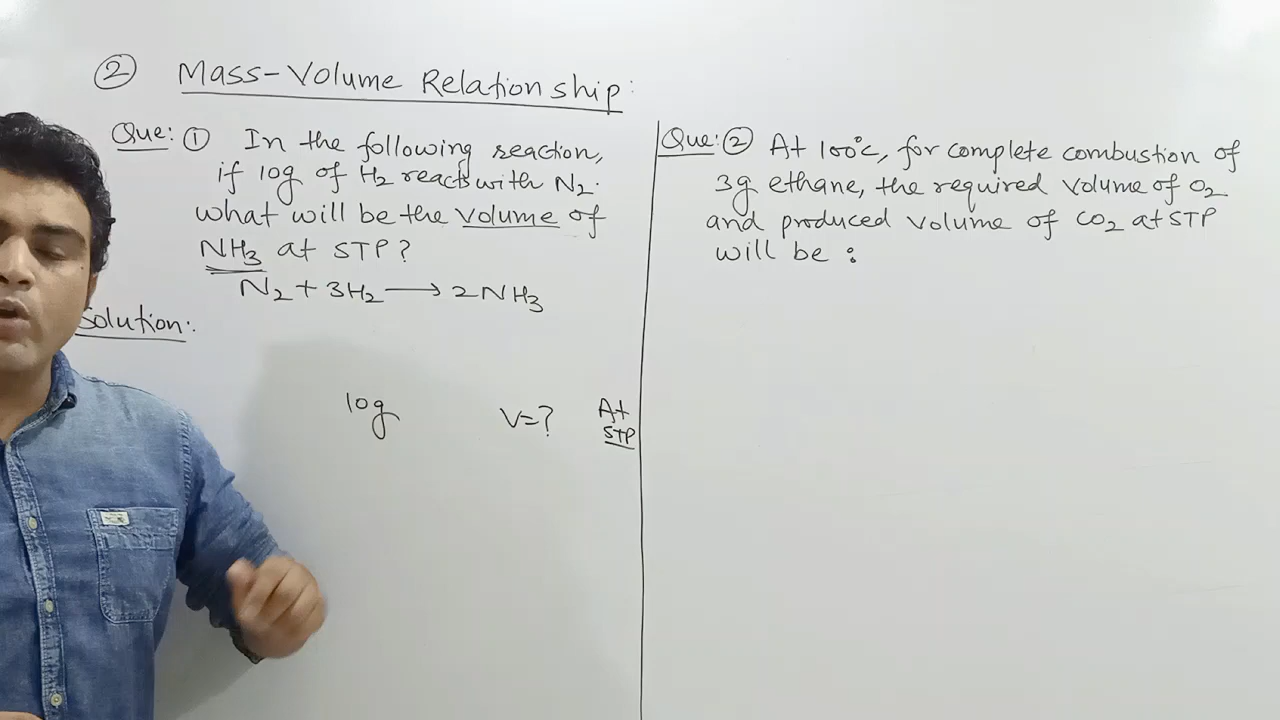 ② Mass-Volume Relationship:
Que: ① In the following reaction,
if 10g of H₂ reacts with N₂.
what will be the volume of
NH₃ at STP?
N₂ + 3H₂ ⟶ 2NH₃
Solution:
10g V=? At
STP
Que: ② At 100°C, for complete combustion of
3g ethane, the required volume of O₂
and produced volume of CO₂ at STP
will be :